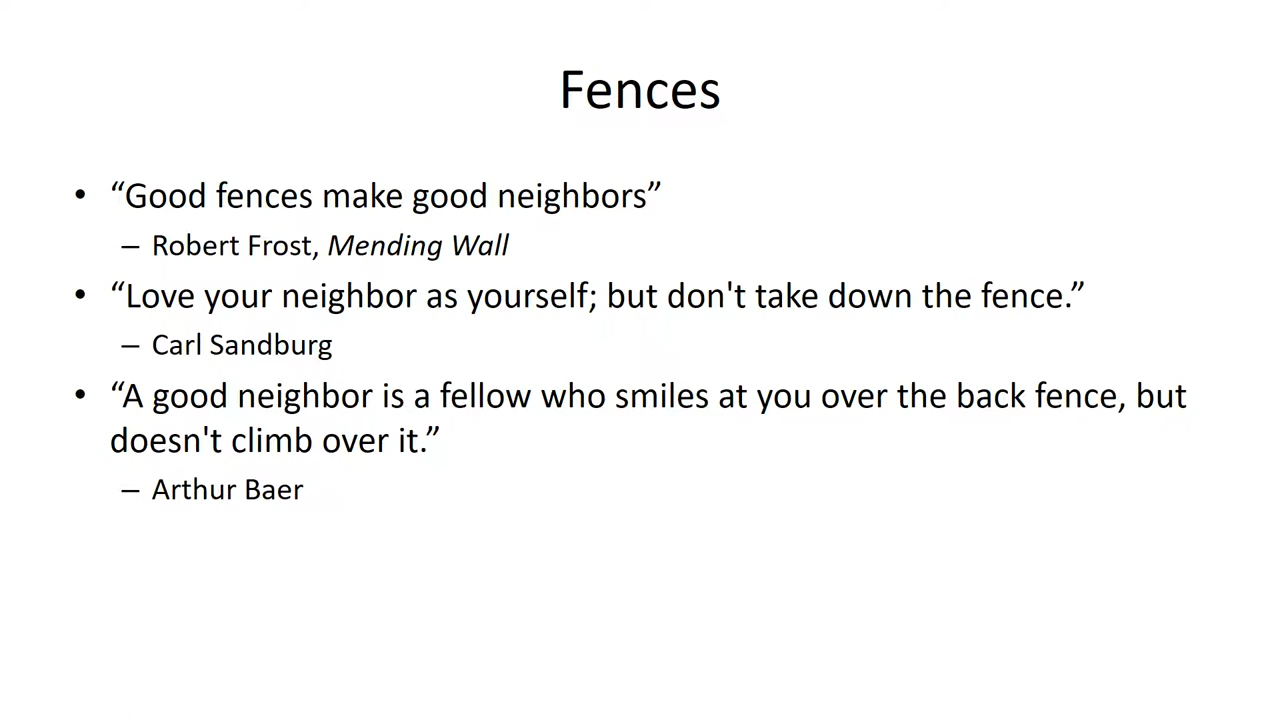 Fences
• “Good fences make good neighbors”
– Robert Frost, Mending Wall
• “Love your neighbor as yourself; but don't take down the fence.”
– Carl Sandburg
• “A good neighbor is a fellow who smiles at you over the back fence, but
doesn't climb over it.”
– Arthur Baer